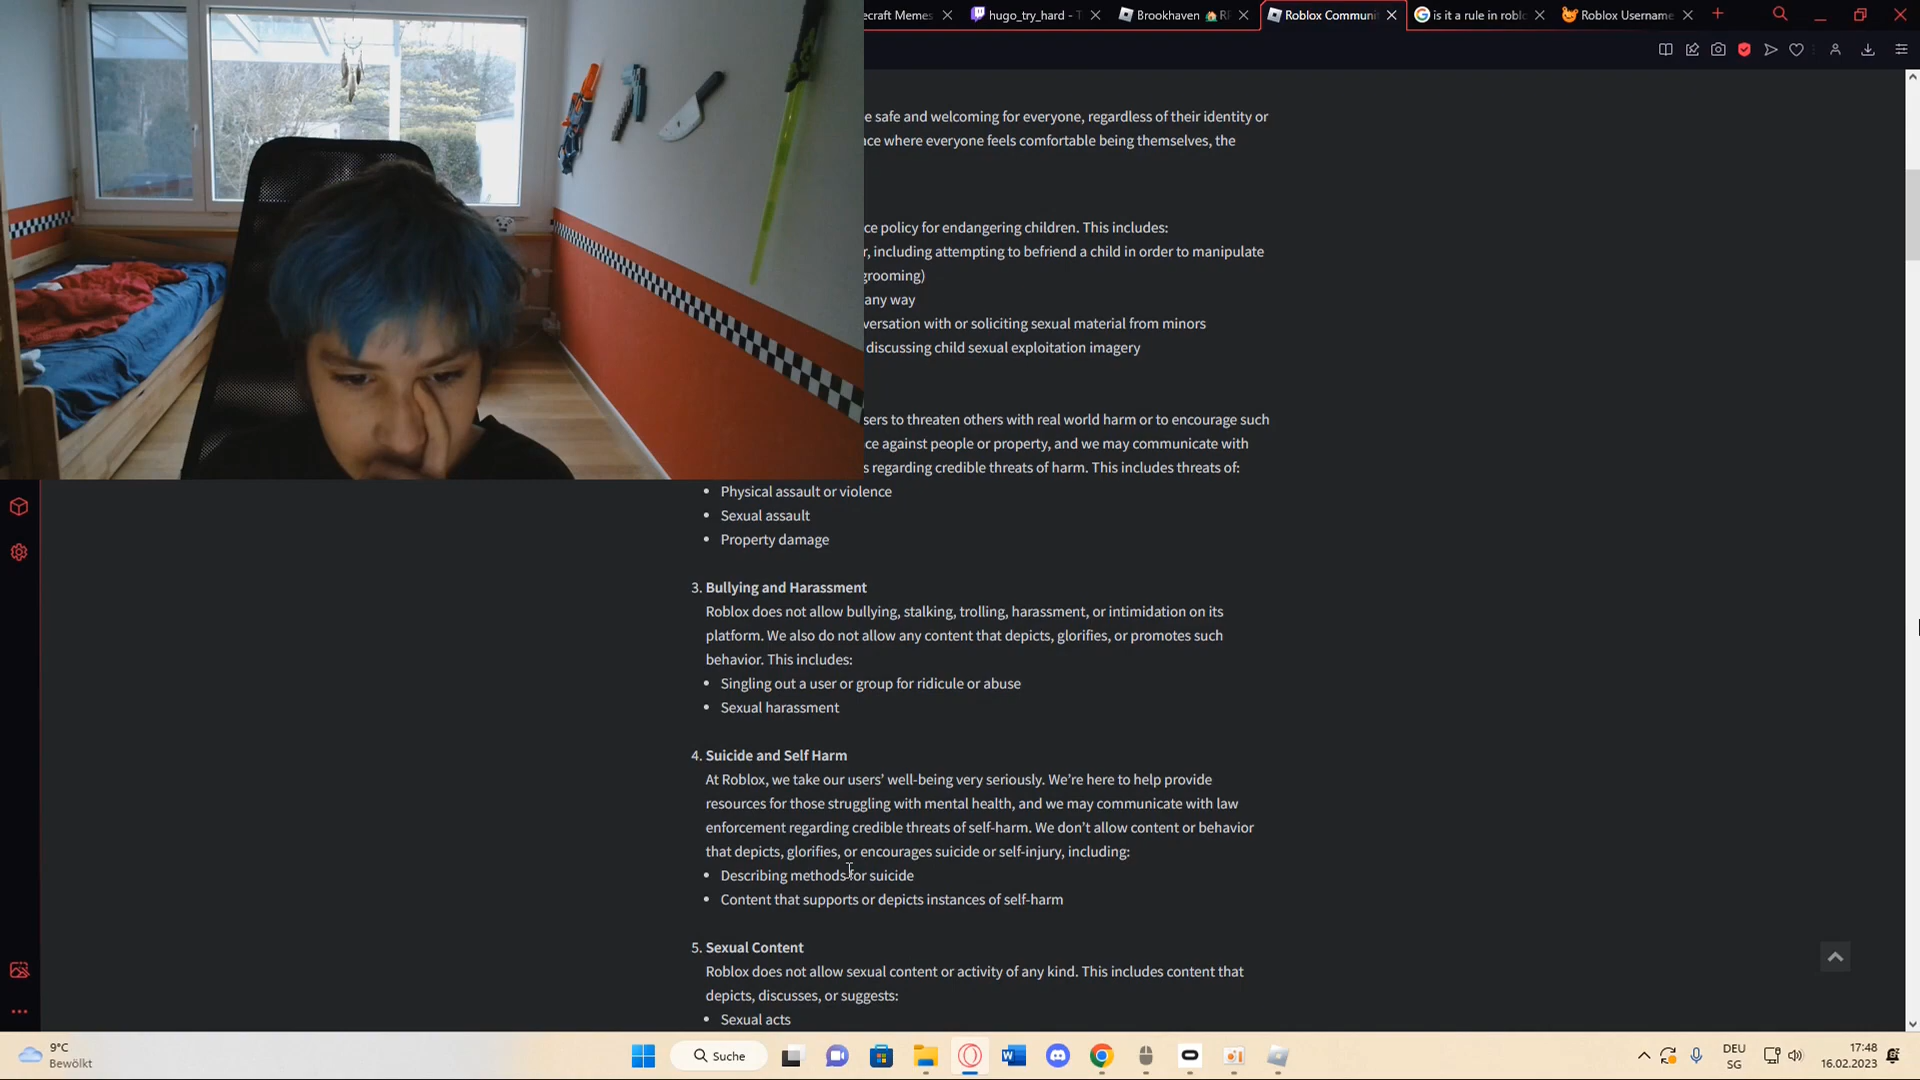 ecraft Memes
hugo_try_hard - T
Brookhaven 🏠 R
Roblox Communi
is it a rule in robl
Roblox Username
e safe and welcoming for everyone, regardless of their identity or
nce where everyone feels comfortable being themselves, the
ce policy for endangering children. This includes:
r, including attempting to befriend a child in order to manipulate
grooming)
any way
versation with or soliciting sexual material from minors
discussing child sexual exploitation imagery
sers to threaten others with real world harm or to encourage such
ce against people or property, and we may communicate with
s regarding credible threats of harm. This includes threats of:
• Physical assault or violence
• Sexual assault
• Property damage
3. Bullying and Harassment
Roblox does not allow bullying, stalking, trolling, harassment, or intimidation on its
platform. We also do not allow any content that depicts, glorifies, or promotes such
behavior. This includes:
• Singling out a user or group for ridicule or abuse
• Sexual harassment
4. Suicide and Self Harm
At Roblox, we take our users’ well-being very seriously. We’re here to help provide
resources for those struggling with mental health, and we may communicate with law
enforcement regarding credible threats of self-harm. We don’t allow content or behavior
that depicts, glorifies, or encourages suicide or self-injury, including:
• Describing methods for suicide
• Content that supports or depicts instances of self-harm
5. Sexual Content
Roblox does not allow sexual content or activity of any kind. This includes content that
depicts, discusses, or suggests:
• Sexual acts
9°C
Bewölkt
Suche
DEU
SG
17:48
16.02.2023